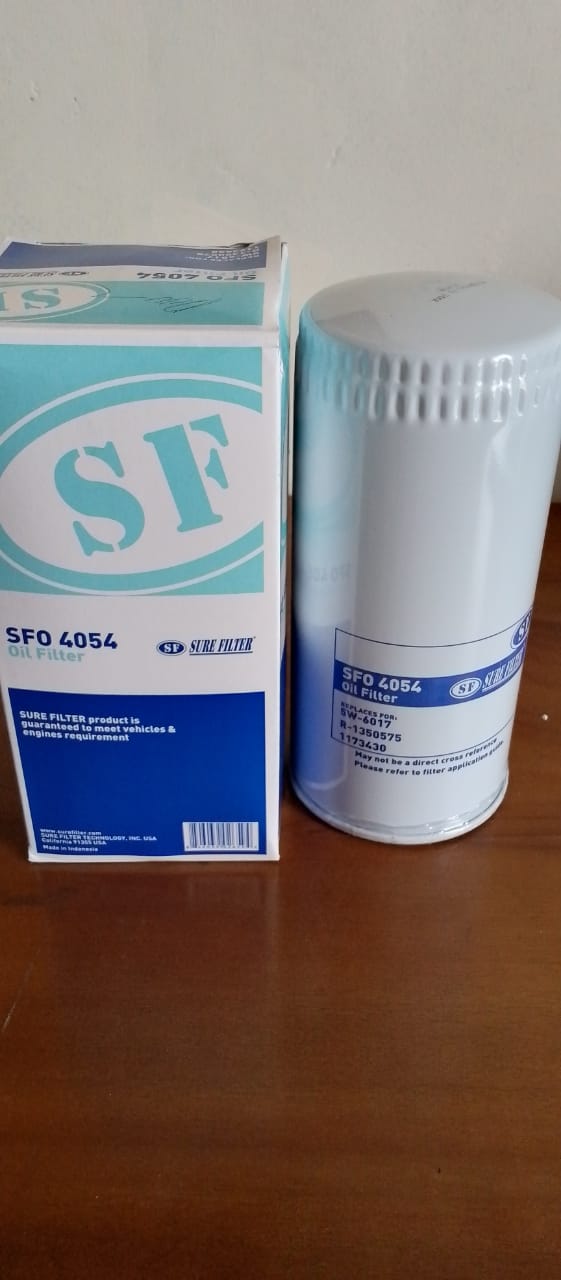 SFO 4054
Oil Filter
SF
SFO 4054
Oil Filter
SF SURE FILTER
SURE FILTER product is
guaranteed to meet vehicles &
engines requirement
www.surefilter.com
SURE FILTER TECHNOLOGY, INC. USA
California 91355 USA
Made in Indonesia
SFO 4054
Oil Filter
SF SURE FILTER
REPLACES FOR:
SW-6017
R-1350575
1173430
May not be a direct cross reference
Please refer to filter application guide